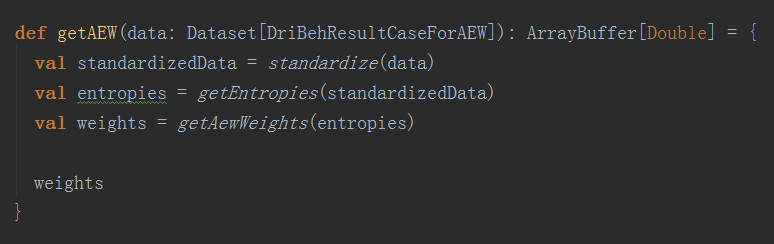 def getAEW(data: Dataset[DriBehResultCaseForAEW]): ArrayBuffer[Double] = {
  val standardizedData = standardize(data)
  val entropies = getEntropies(standardizedData)
  val weights = getAewWeights(entropies)

  weights
}